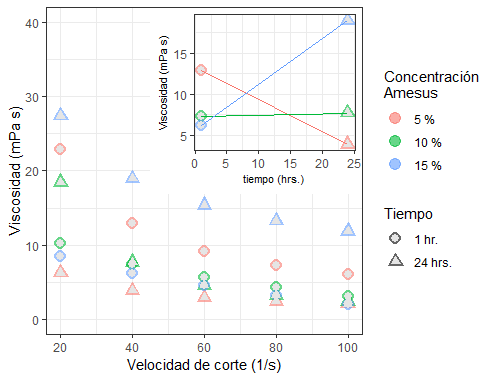 Viscosidad (mPa s)
40
30
20
10
0
20
40
60
80
100
Velocidad de corte (1/s)
Viscosidad (mPa s)
15
10
5
0
5
10
15
20
25
tiempo (hrs.)
Concentración
Amesus
5 %
10 %
15 %
Tiempo
1 hr.
24 hrs.